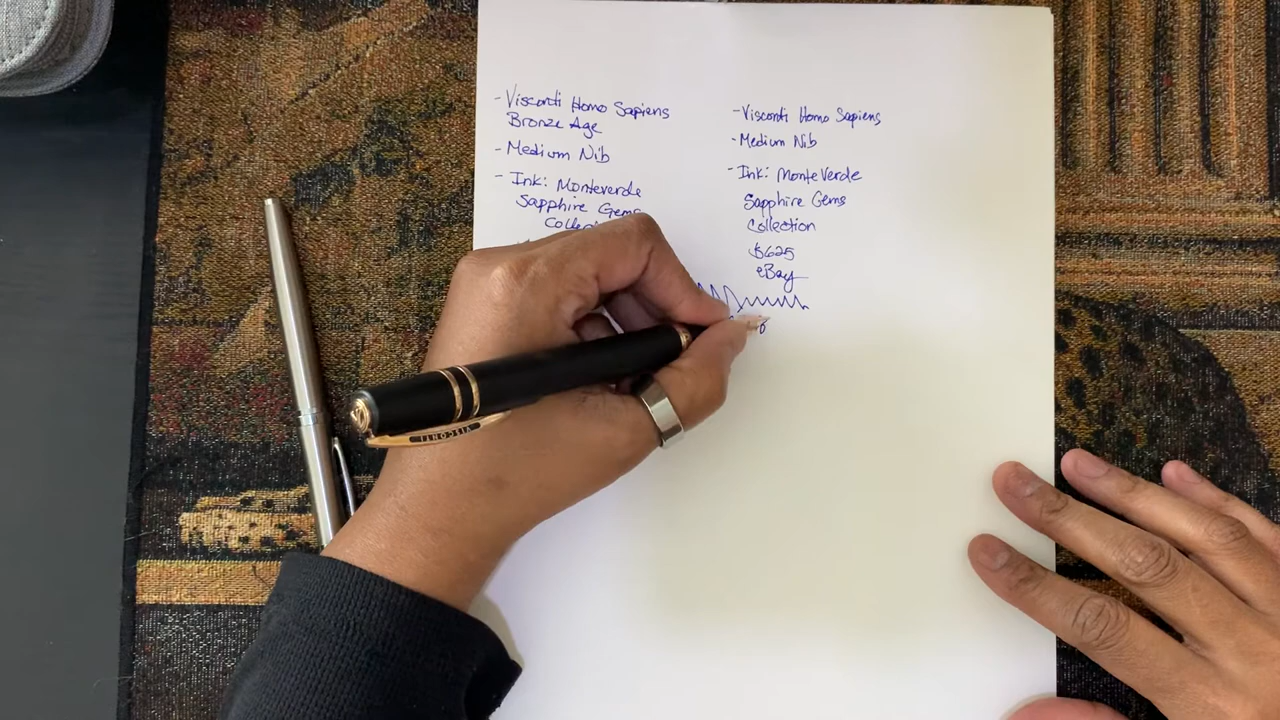 - Visconti Homo Sapiens
Bronze Age
- Medium Nib
- Ink: Monteverde
Sapphire Gems
- Visconti Homo Sapiens
- Medium Nib
- Ink: MonteVerde
Sapphire Gems
Collection
$625
eBay
VISCONTI